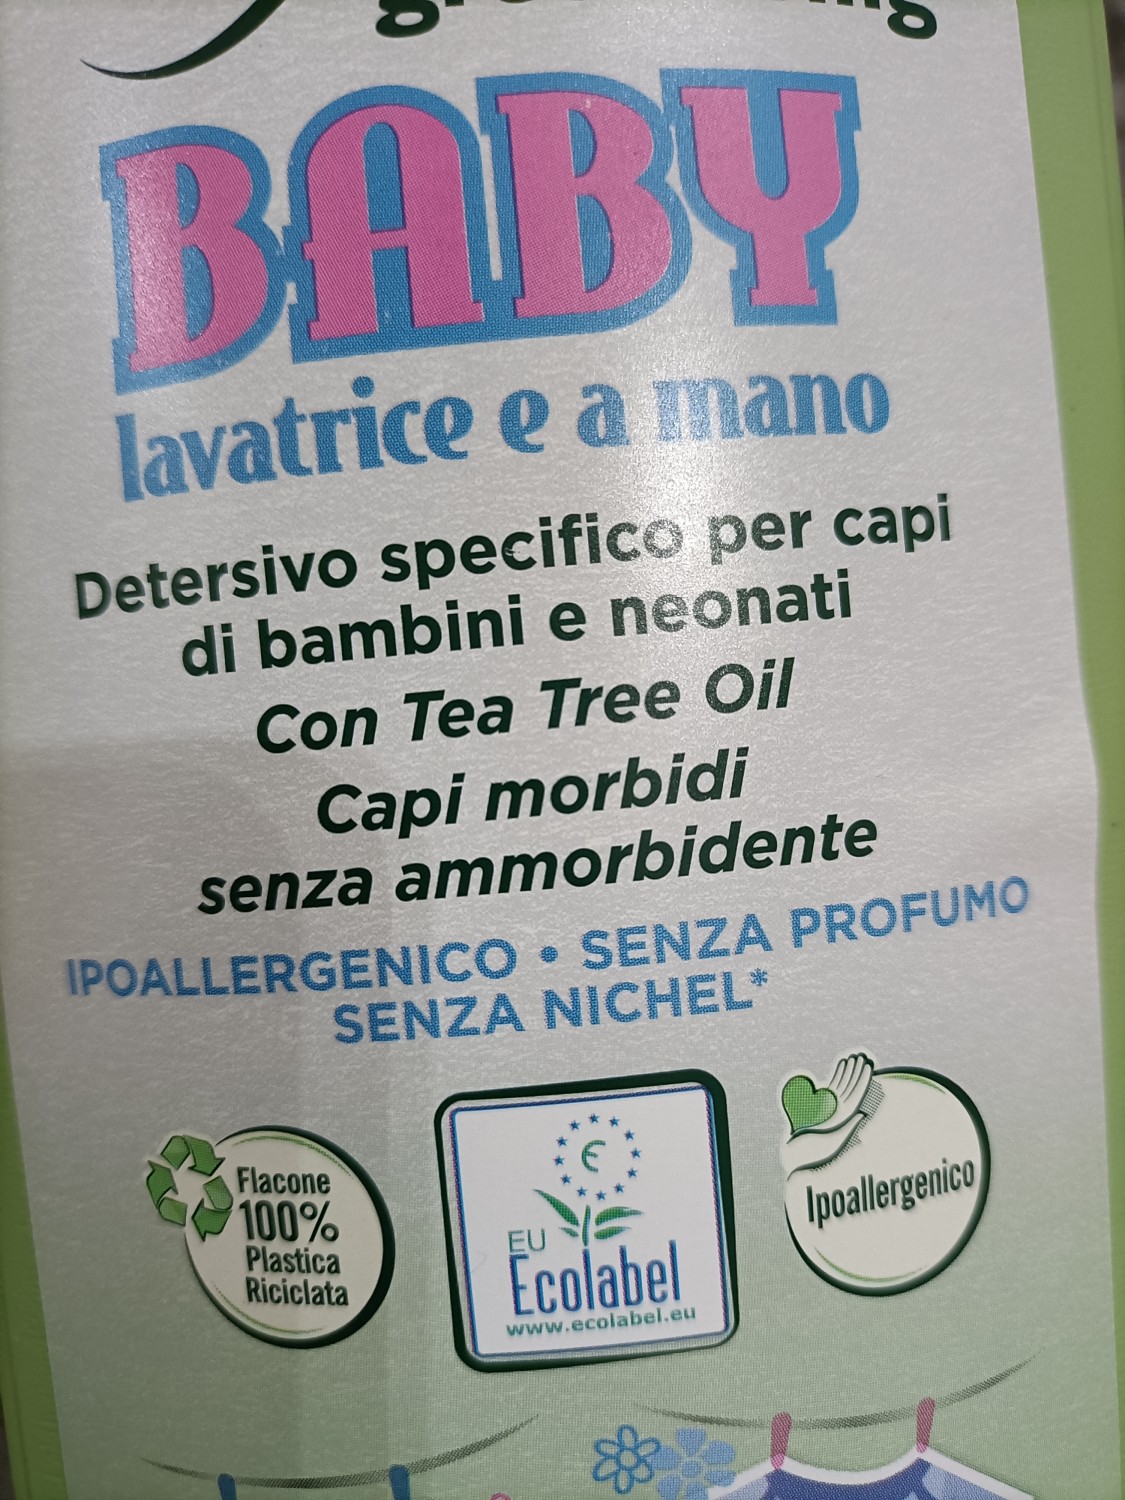 BABY
lavatrice e a mano
Detersivo specifico per capi
di bambini e neonati
Con Tea Tree Oil
Capi morbidi
senza ammorbidente
IPOALLERGENICO • SENZA PROFUMO
SENZA NICHEL*
Flacone
100%
Plastica
Riciclata
EU
Ecolabel
www.ecolabel.eu
Ipoallergenico